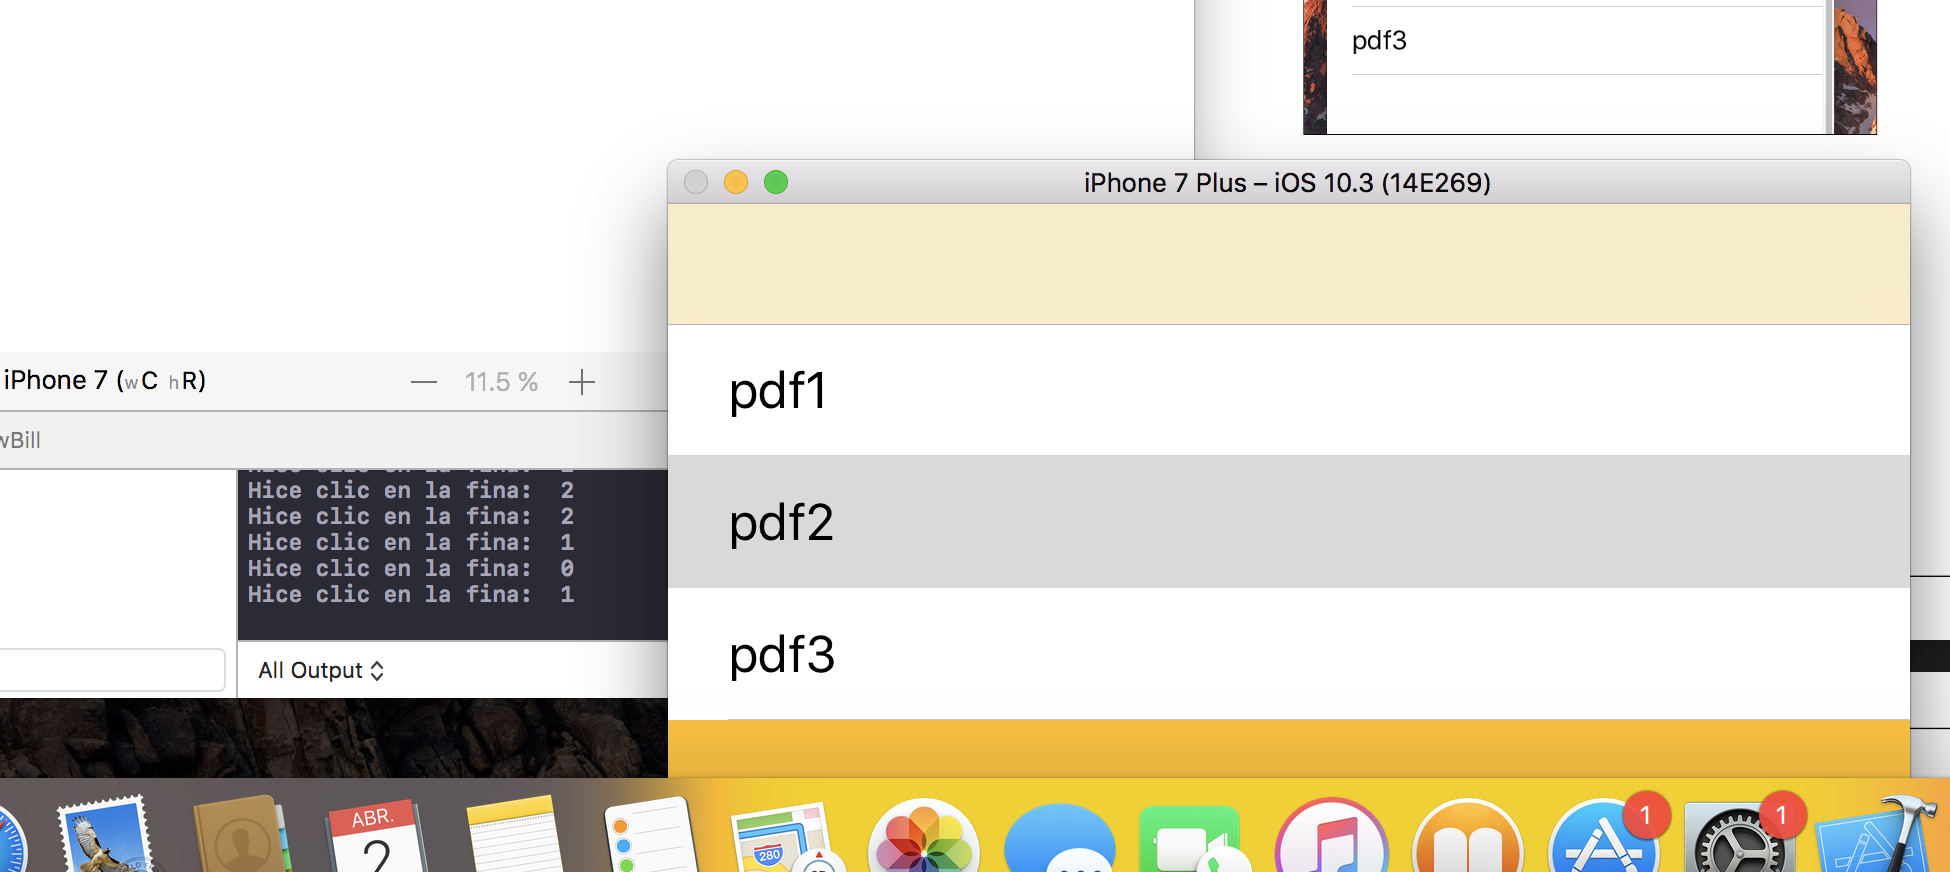 pdf3
iPhone 7 Plus – iOS 10.3 (14E269)
pdf1
pdf2
pdf3
iPhone 7 (wC hR)
— 11.5 % +
wBill
Hice clic en la fina: 2
Hice clic en la fina: 2
Hice clic en la fina: 1
Hice clic en la fina: 0
Hice clic en la fina: 1
All Output
ABR.
2
280
1
1